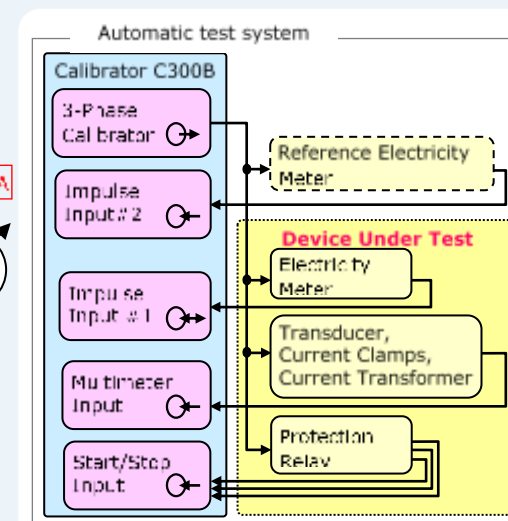 Automatic test system
Calibrator C300B
3-Phase
Calibrator
Reference Electricity
Meter
Impulse
Input#2
Device Under Test
Electricity
Meter
Impulse
Input #1
Transducer,
Current Clamps,
Current Transformer
Multimeter
Input
Protection
Relay
Start/Stop
Input